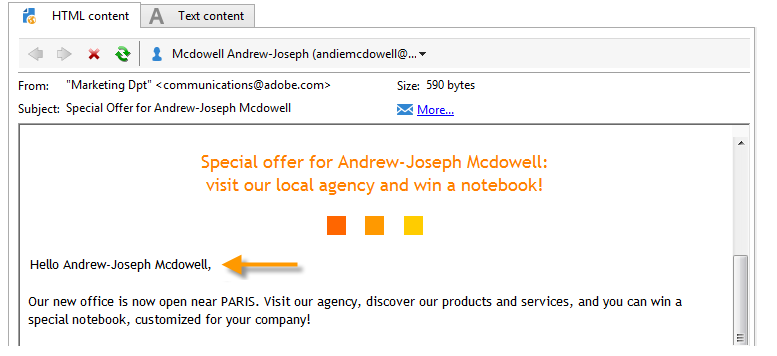 HTML content
Text content
Mcdowell Andrew-Joseph (andiemcdowell@...
From: "Marketing Dpt" <communications@adobe.com> Size: 590 bytes
Subject: Special Offer for Andrew-Joseph Mcdowell More...
Special offer for Andrew-Joseph Mcdowell:
visit our local agency and win a notebook!
Hello Andrew-Joseph Mcdowell,
Our new office is now open near PARIS. Visit our agency, discover our products and services, and you can win a
special notebook, customized for your company!